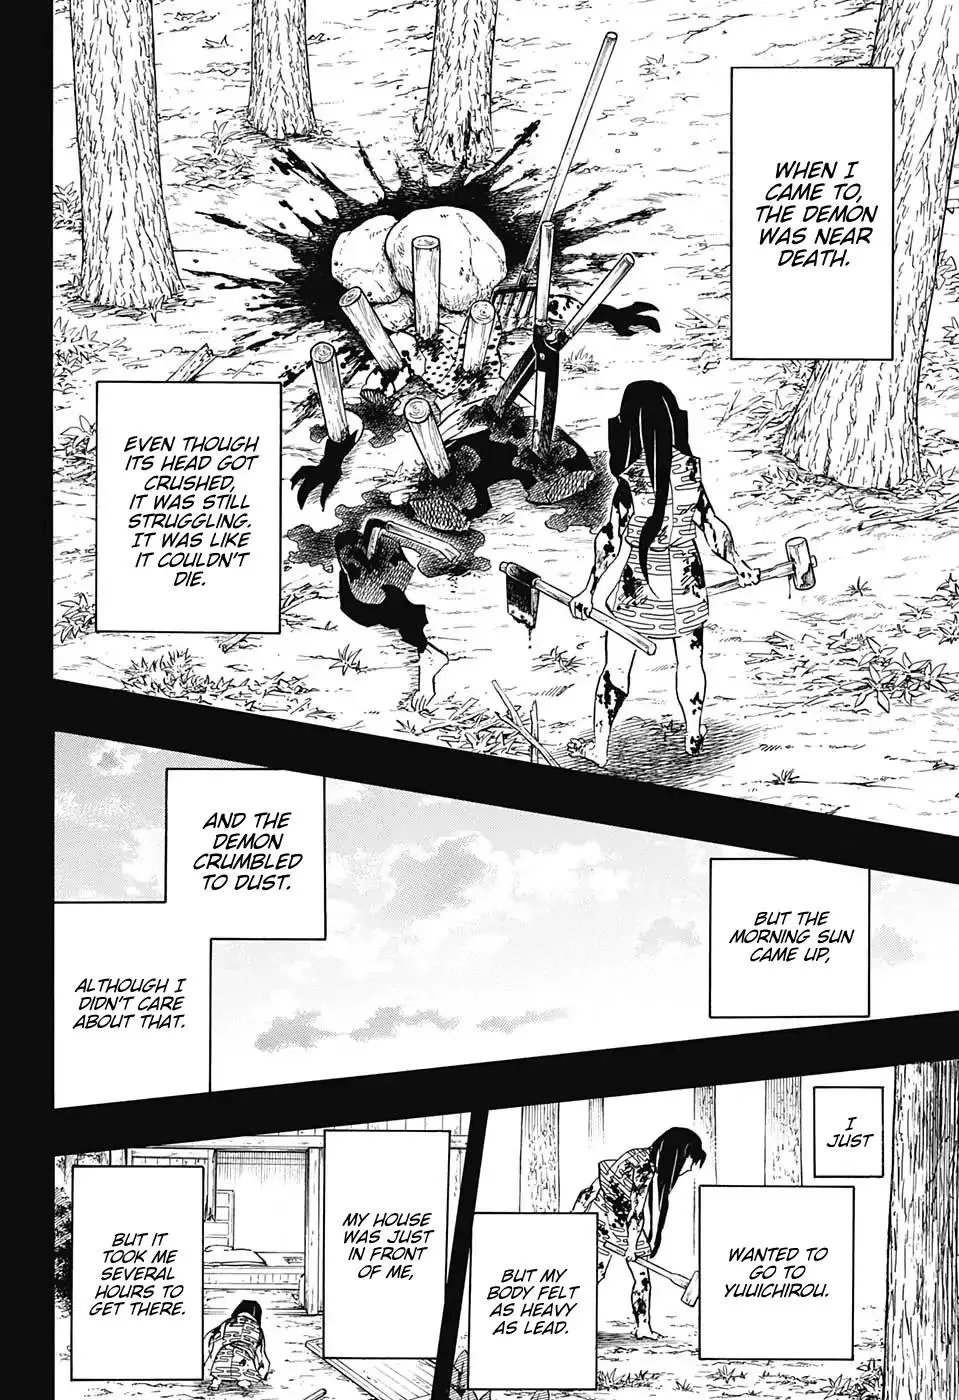 WHEN I
CAME TO,
THE DEMON
WAS NEAR
DEATH.
EVEN THOUGH
ITS HEAD GOT
CRUSHED,
IT WAS STILL
STRUGGLING.
IT WAS LIKE
IT COULDN'T
DIE.
BUT THE
MORNING SUN
CAME UP,
AND THE
DEMON
CRUMBLED
TO DUST.
ALTHOUGH I
DIDN'T CARE
ABOUT THAT.
I
JUST
WANTED TO
GO TO
YUUICHIROU.
BUT MY
BODY FELT
AS HEAVY
AS LEAD.
MY HOUSE
WAS JUST
IN FRONT
OF ME,
BUT IT
TOOK ME
SEVERAL
HOURS TO
GET THERE.